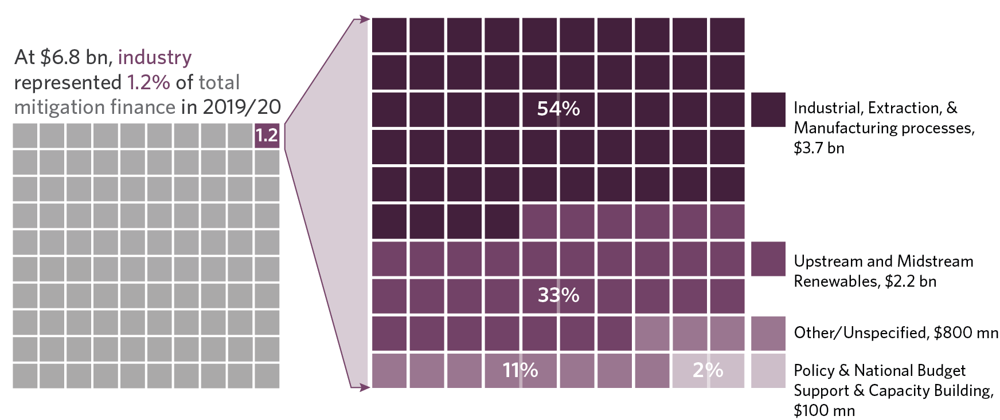 At $6.8 bn, industry
represented 1.2% of total
mitigation finance in 2019/20
1.2
54%
33%
11%
2%
Industrial, Extraction, &
Manufacturing processes,
$3.7 bn
Upstream and Midstream
Renewables, $2.2 bn
Other/Unspecified, $800 mn
Policy & National Budget
Support & Capacity Building,
$100 mn